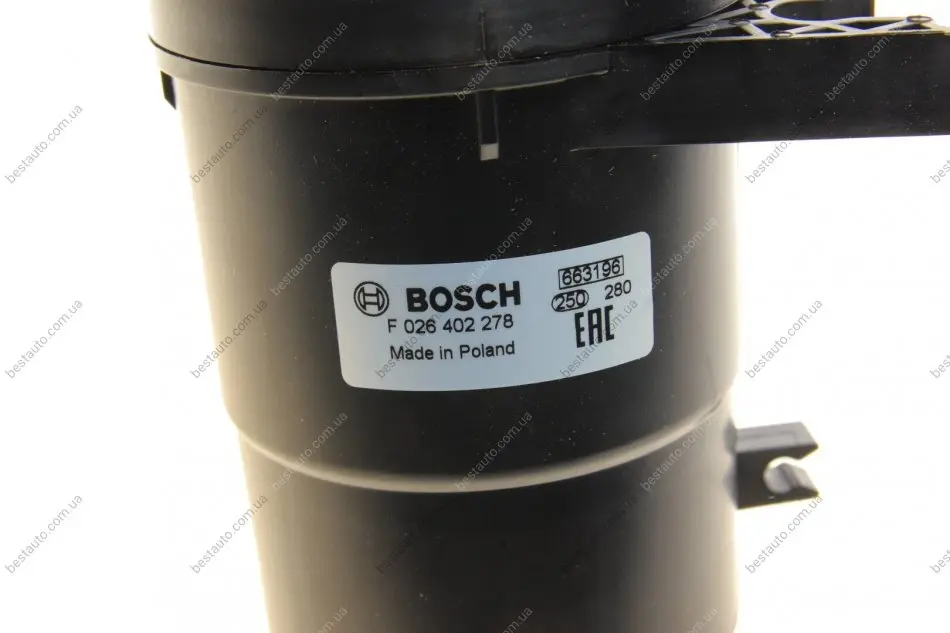 BOSCH
F 026 402 278
Made in Poland
663196
250 280
EAC
bestauto.com.ua